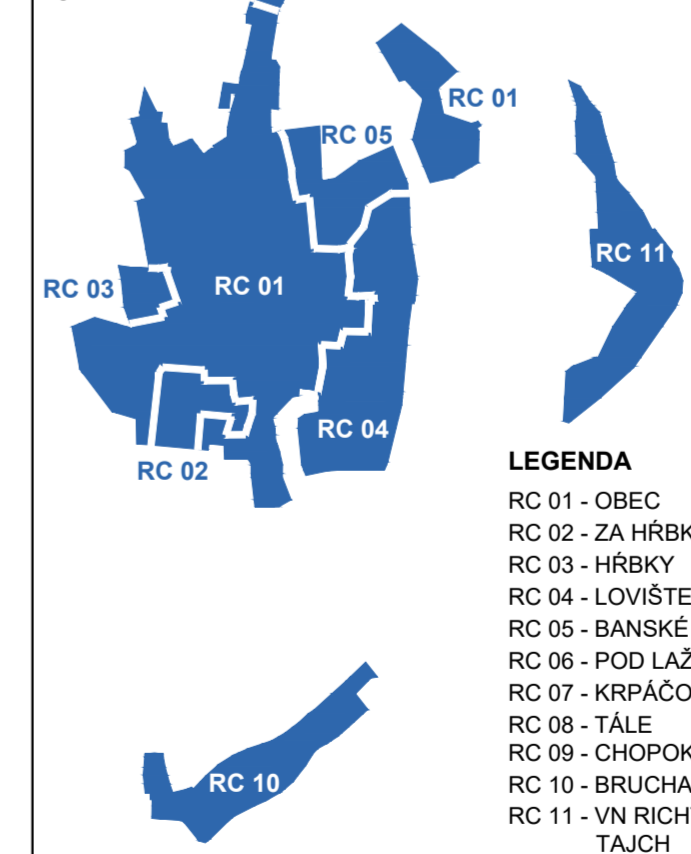 RC 01
RC 05
RC 11
RC 03
RC 01
RC 04
RC 02
LEGENDA
RC 01 - OBEC
RC 02 - ZA HŔBK
RC 03 - HŔBKY
RC 04 - LOVIŠTE
RC 05 - BANSKÉ
RC 06 - POD LAŽ
RC 07 - KRPÁČO
RC 08 - TÁLE
RC 09 - CHOPOK
RC 10 - BRUCHA
RC 11 - VN RICH
TAJCH
RC 10